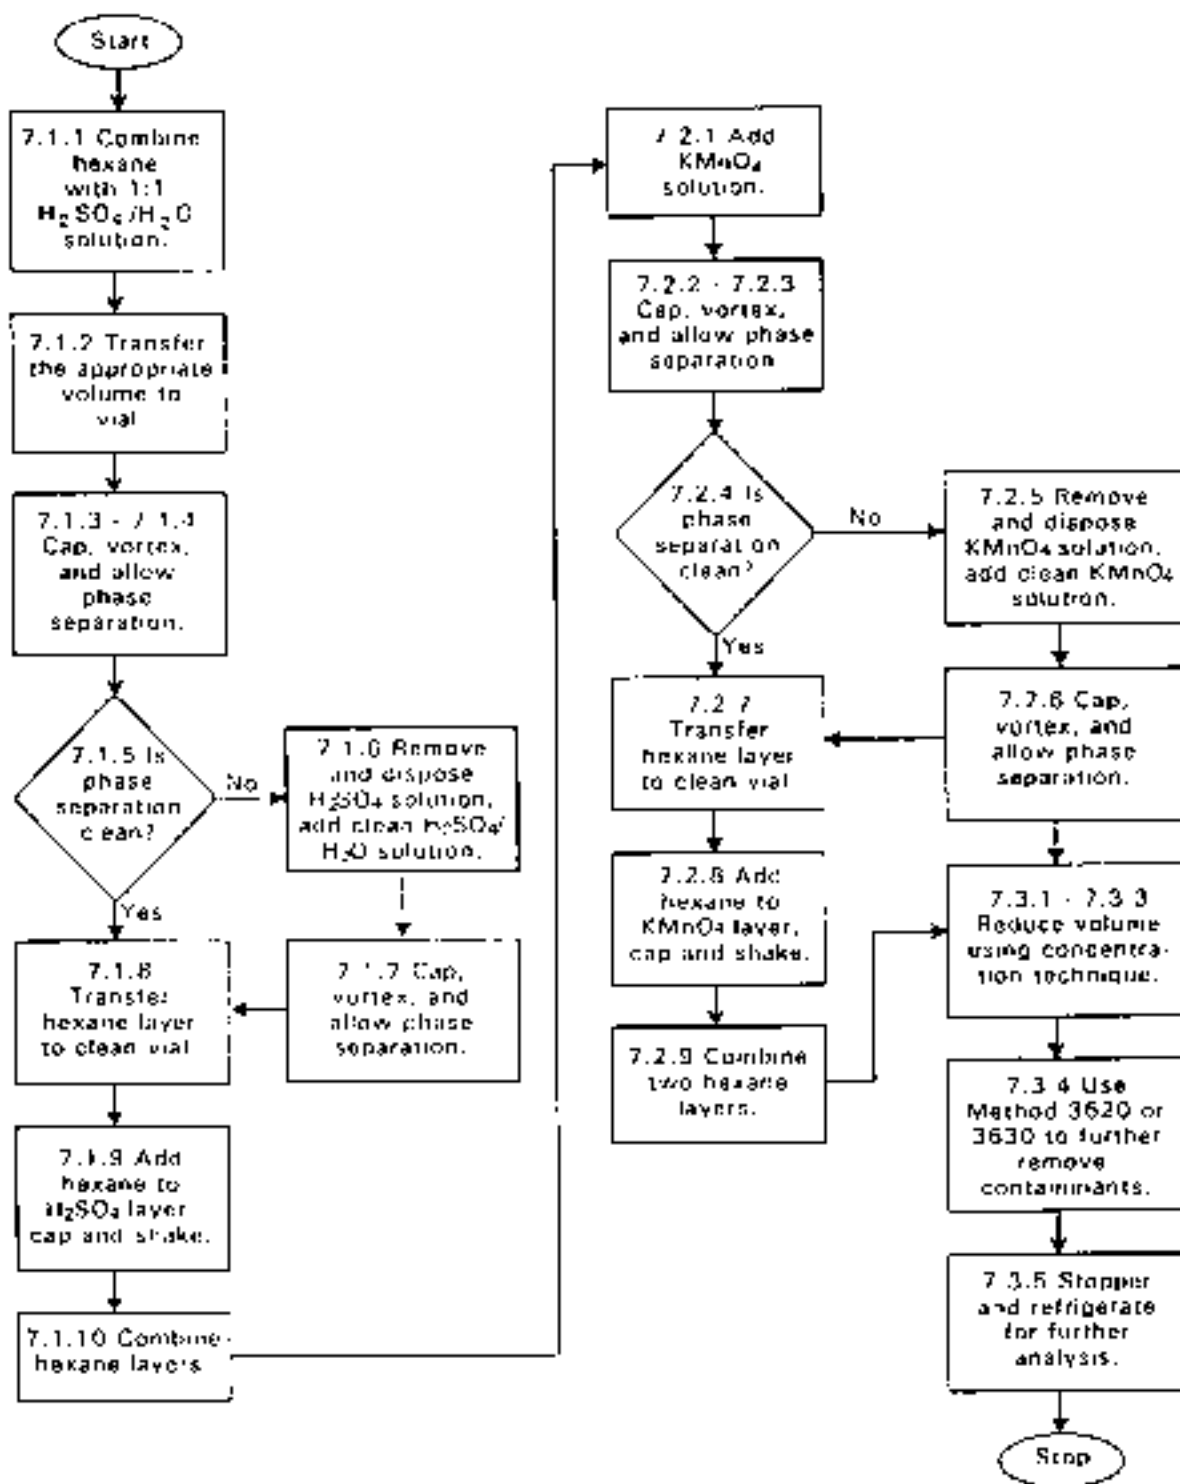 Start
7.1.1 Combine
hexane
with 1:1
H₂SO₄/H₂O
solution.
7.1.2 Transfer
the appropriate
volume to
vial
7.1.3 - 7.1.4
Cap, vortex,
and allow
phase
separation.
7.1.5 Is
phase
separation
clean?
No
Yes
7.1.6 Remove
and dispose
H₂SO₄ solution,
add clean H₂SO₄/
H₂O solution.
7.1.7 Cap,
vortex, and
allow phase
separation.
7.1.8
Transfer
hexane layer
to clean vial
7.1.9 Add
hexane to
H₂SO₄ layer
cap and shake.
7.1.10 Combine
hexane layers
7.2.1 Add
KMnO₄
solution.
7.2.2 - 7.2.3
Cap, vortex,
and allow phase
separation
7.2.4 Is
phase
separation
clean?
No
Yes
7.2.5 Remove
and dispose
KMnO₄ solution,
add clean KMnO₄
solution.
7.2.6 Cap,
vortex, and
allow phase
separation.
7.2.7
Transfer
hexane layer
to clean vial
7.2.8 Add
hexane to
KMnO₄ layer,
cap and shake.
7.2.9 Combine
two hexane
layers.
7.3.1 - 7.3.3
Reduce volume
using concentra-
tion technique.
7.3.4 Use
Method 3620 or
3630 to further
remove
contaminants.
7.3.5 Stopper
and refrigerate
for further
analysis.
Stop